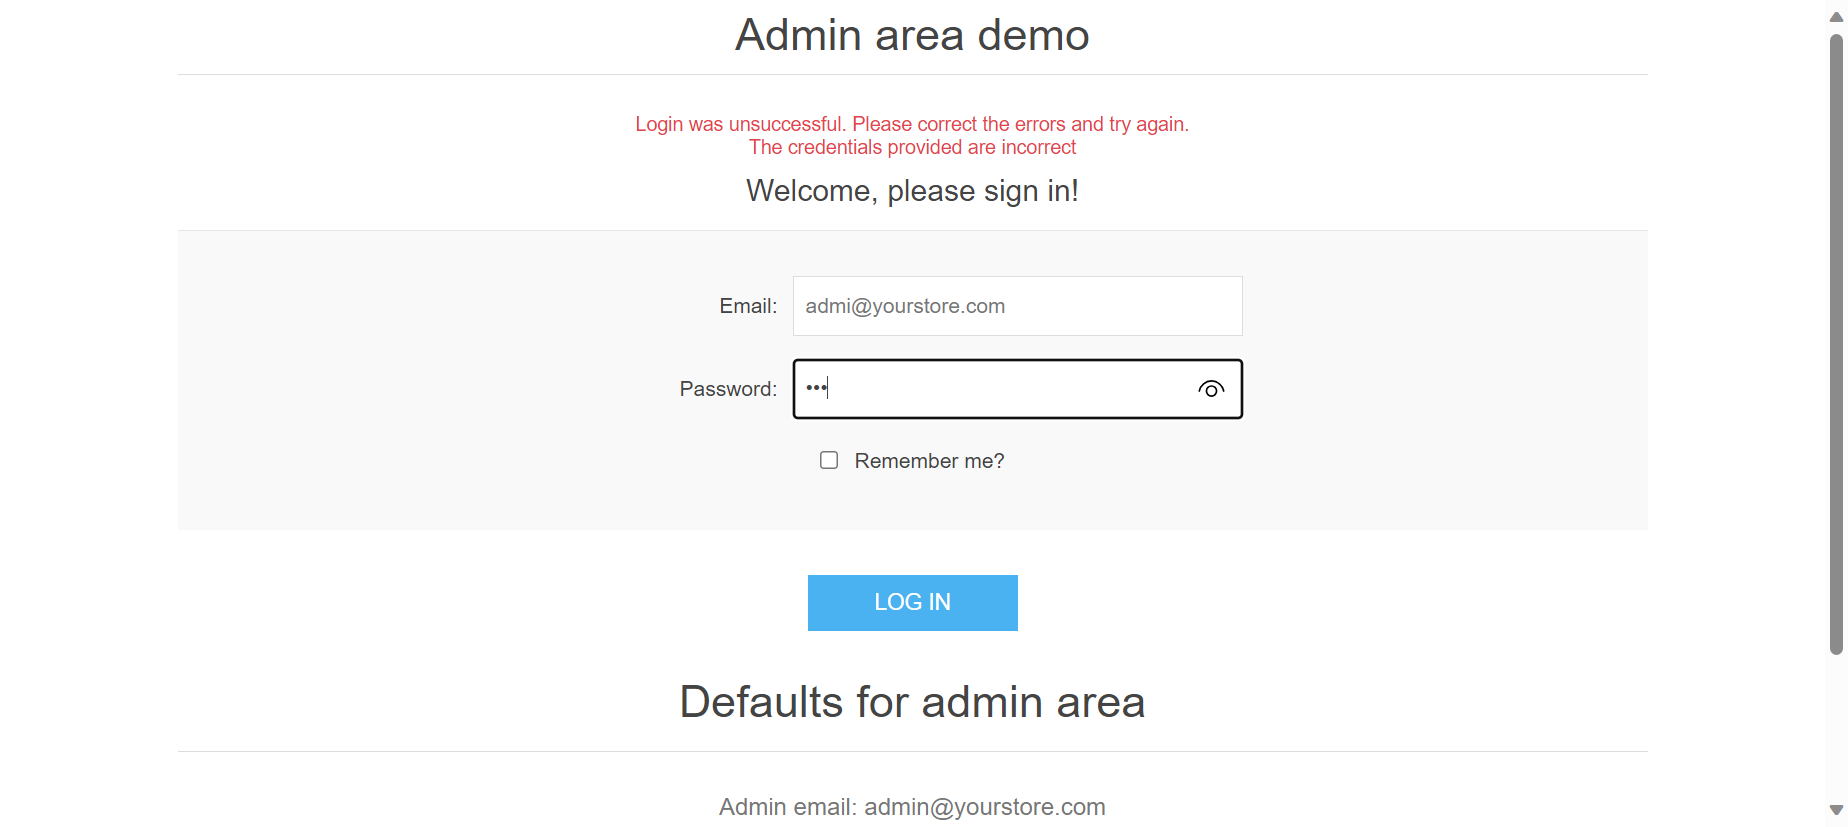 Admin area demo
Login was unsuccessful. Please correct the errors and try again.
The credentials provided are incorrect
Welcome, please sign in!
Email: admi@yourstore.com
Password: •••
Remember me?
LOG IN
Defaults for admin area
Admin email: admin@yourstore.com